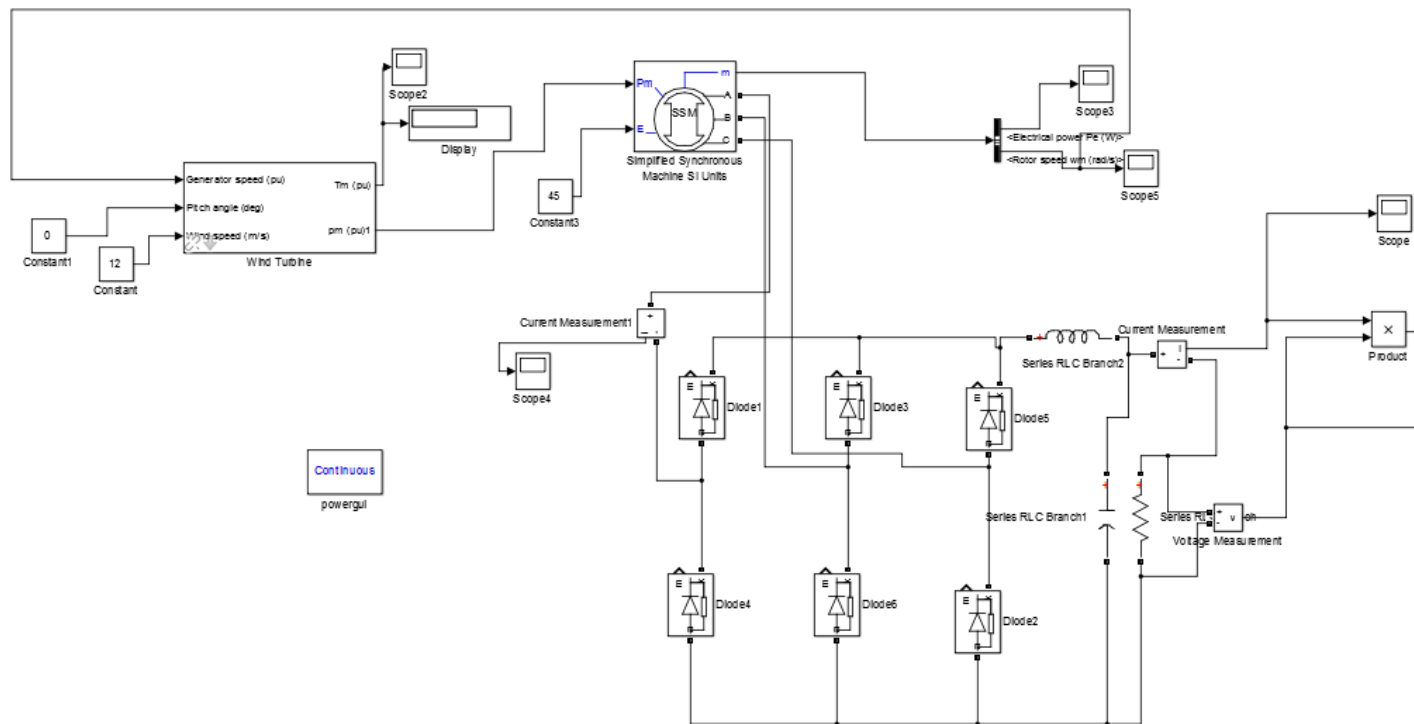 Scope2
Display
Generator speed (pu)
Pitch angle (deg)
Wind speed (m/s)
Tm (pu)
pm (pu)1
Wind Turbine
0
Constant1
12
Constant
Pm
E
SSM
m
A
B
C
Simplified Synchronous
Machine SI Units
45
Constant3
Scope3
<Electrical power Pe (W)>
<Rotor speed wm (rad/s)>
Scope5
Scope
Product
Current Measurement1
+
-
Scope4
Series RLC Branch2
+
Current Measurement
+
i
-
m
Diode1
m
Diode3
m
Diode5
Continuous
powergui
Series RLC Branch1
+
+
+
-
v
Voltage Measurement
m
Diode4
m
Diode6
m
Diode2